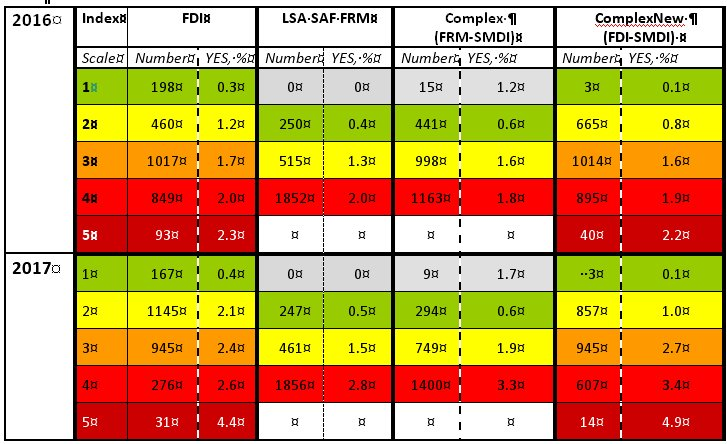 ¶
2016¤ Index¤ FDI¤ LSA·SAF·FRM¤ Complex·¶ ComplexNew·¶
(FRM-SMDI)¤ (FDI-SMDI)·¤
Scale¤ Number¤ YES,·%¤ Number¤ YES,·%¤ Number¤ YES,·%¤ Number¤ YES,·%¤
1¤ 198¤ 0.3¤ 0¤ 0¤ 15¤ 1.2¤ 3¤ 0.1¤
2¤ 460¤ 1.2¤ 250¤ 0.4¤ 441¤ 0.6¤ 665¤ 0.8¤
3¤ 1017¤ 1.7¤ 515¤ 1.3¤ 998¤ 1.6¤ 1014¤ 1.6¤
4¤ 849¤ 2.0¤ 1852¤ 2.0¤ 1163¤ 1.8¤ 895¤ 1.9¤
5¤ 93¤ 2.3¤ ¤ ¤ ¤ ¤ 40¤ 2.2¤
2017¤ 1¤ 167¤ 0.4¤ 0¤ 0¤ 9¤ 1.7¤ ··3¤ 0.1¤
2¤ 1145¤ 2.1¤ 247¤ 0.5¤ 294¤ 0.6¤ 857¤ 1.0¤
3¤ 945¤ 2.4¤ 461¤ 1.5¤ 749¤ 1.9¤ 945¤ 2.7¤
4¤ 276¤ 2.6¤ 1856¤ 2.8¤ 1400¤ 3.3¤ 607¤ 3.4¤
5¤ 31¤ 4.4¤ ¤ ¤ ¤ ¤ 14¤ 4.9¤